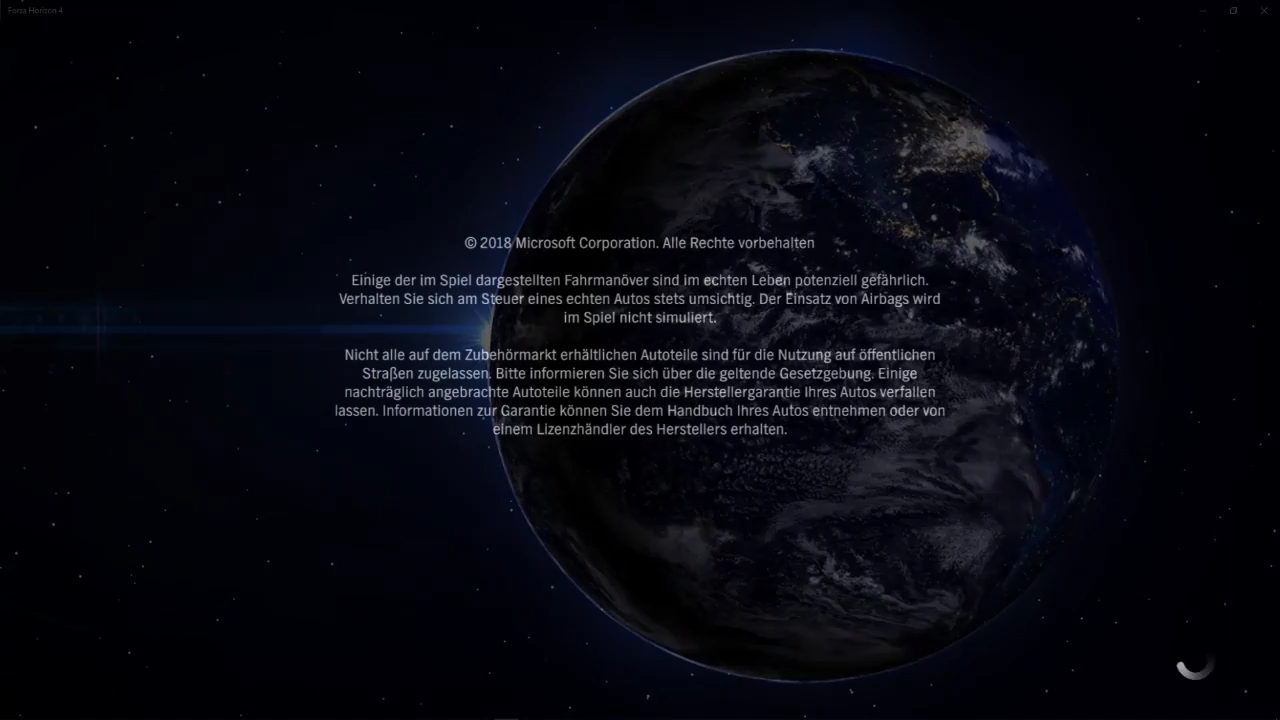 Forza Horizon 4
© 2018 Microsoft Corporation. Alle Rechte vorbehalten
Einige der im Spiel dargestellten Fahrmanöver sind im echten Leben potenziell gefährlich.
Verhalten Sie sich am Steuer eines echten Autos stets umsichtig. Der Einsatz von Airbags wird
im Spiel nicht simuliert.
Nicht alle auf dem Zubehörmarkt erhältlichen Autoteile sind für die Nutzung auf öffentlichen
Straßen zugelassen. Bitte informieren Sie sich über die geltende Gesetzgebung. Einige
nachträglich angebrachte Autoteile können auch die Herstellergarantie Ihres Autos verfallen
lassen. Informationen zur Garantie können Sie dem Handbuch Ihres Autos entnehmen oder von
einem Lizenzhändler des Herstellers erhalten.